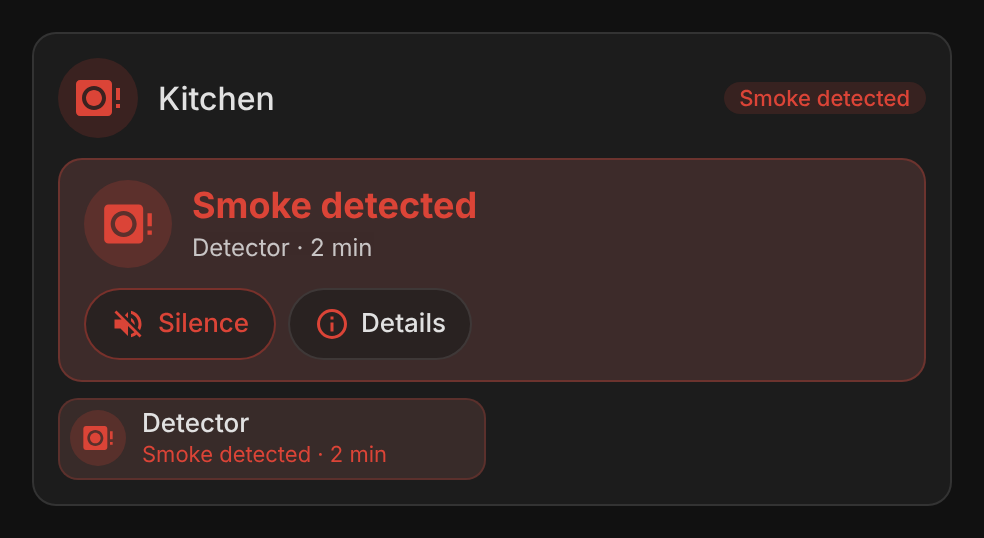 Kitchen
Smoke detected
Smoke detected
Detector · 2 min
Silence
Details
Detector
Smoke detected · 2 min